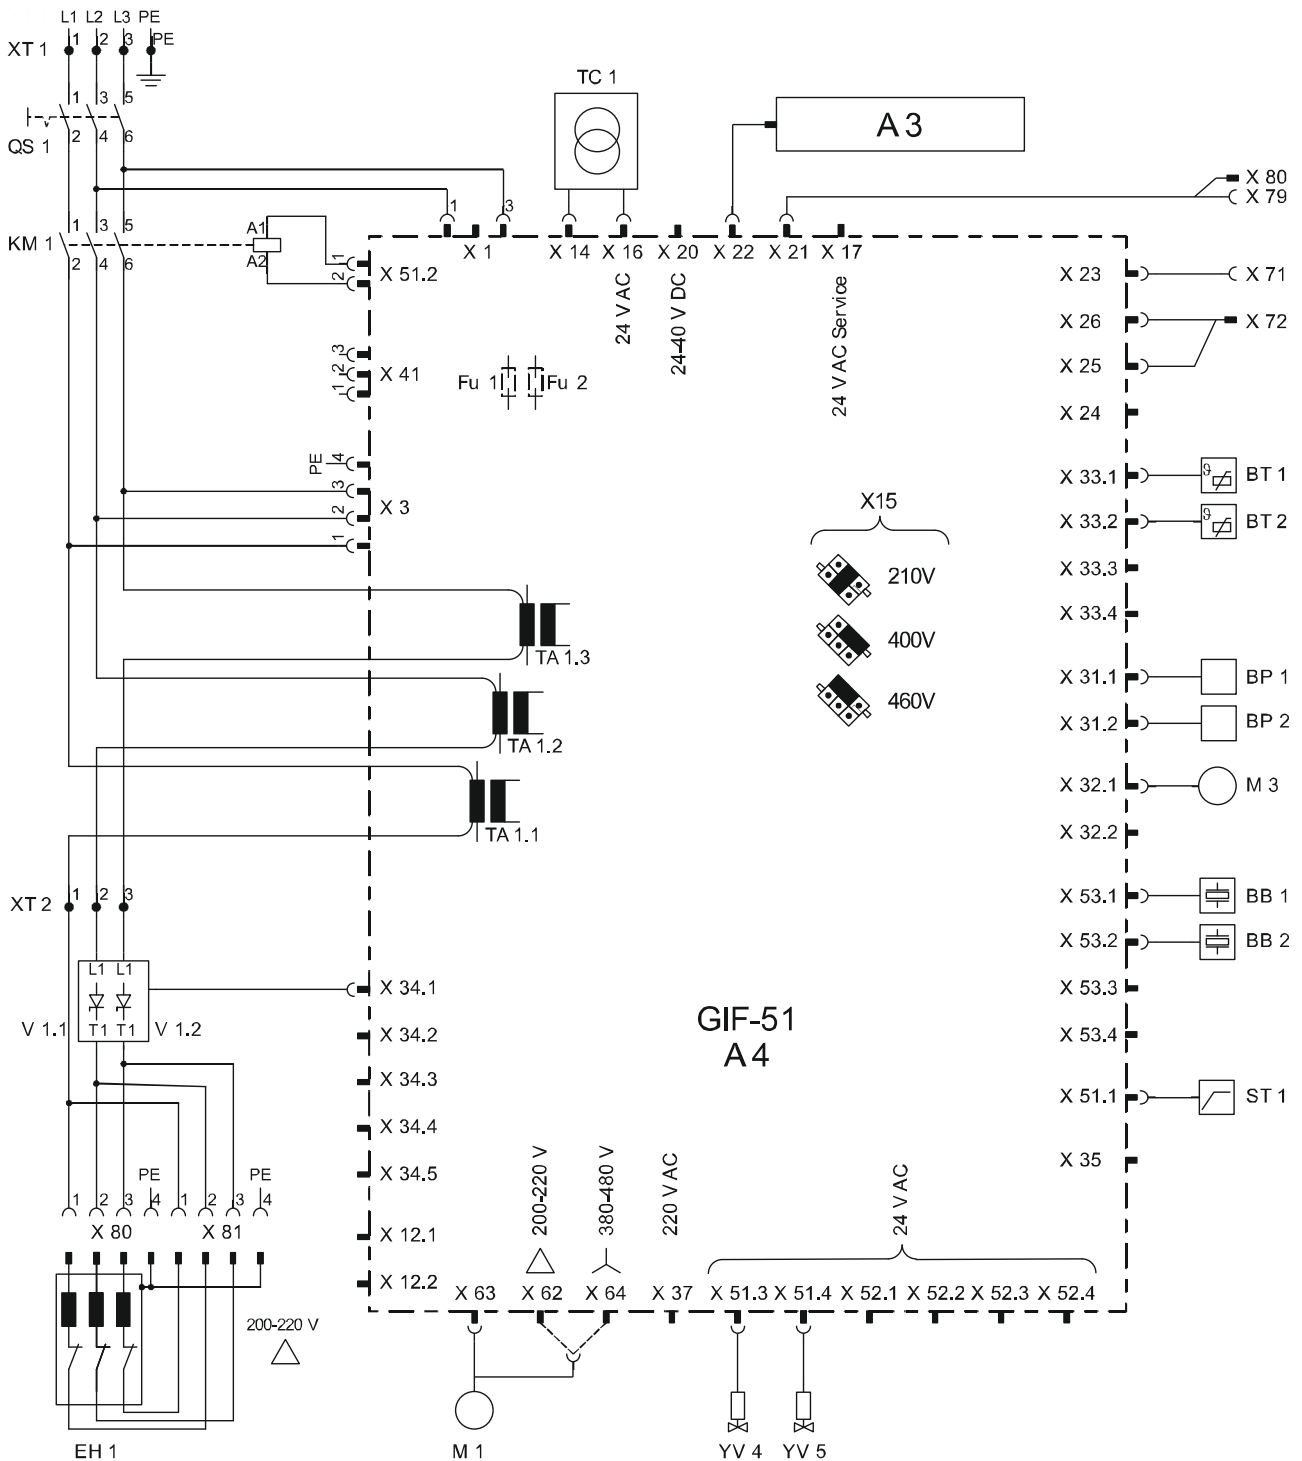 L1 L2 L3 PE
XT 1 1 2 3 PE
TC 1
A 3
1 3 5
QS 1 2 4 6
X 80
X 79
1 3
KM 1 1 3 5 A1
2 4 6 A2
1
2
X 51.2
X 1 X 14 X 16 X 20 X 22 X 21 X 17
24 V AC
24-40 V DC
24 V AC Service
X 23 X 71
X 26 X 72
X 25
X 24
3
2
1
X 41
Fu 1 Fu 2
PE 4
3
2
1
X 3
X15
210V
400V
460V
X 33.1 BT 1
X 33.2 BT 2
X 33.3
X 33.4
TA 1.3
TA 1.2
TA 1.1
X 31.1 BP 1
X 31.2 BP 2
X 32.1 M 3
X 32.2
XT 2 1 2 3
X 53.1 BB 1
X 53.2 BB 2
X 53.3
X 53.4
L1 L1
V 1.1 T1 T1 V 1.2
X 34.1
X 34.2
X 34.3
X 34.4
X 34.5
X 12.1
X 12.2
GIF-51
A 4
X 51.1 ST 1
X 35
PE PE
1 2 3 4 1 2 3 4
X 80 X 81
200-220 V
380-480 V
220 V AC
24 V AC
X 63 X 62 X 64 X 37 X 51.3 X 51.4 X 52.1 X 52.2 X 52.3 X 52.4
200-220 V
EH 1
M 1
YV 4 YV 5